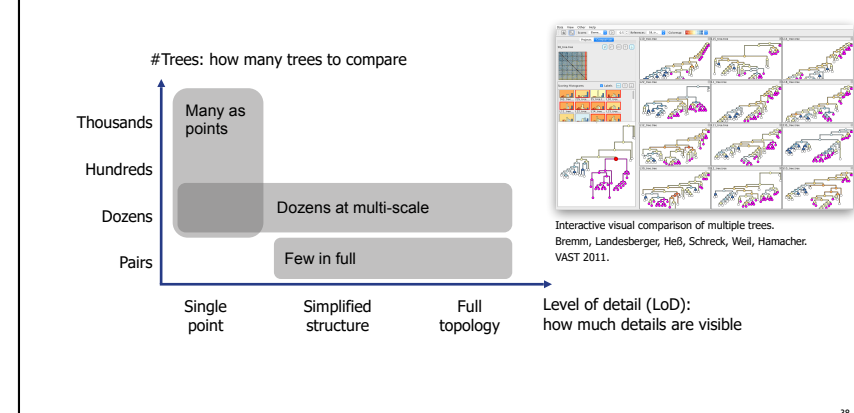 #Trees: how many trees to compare
Thousands
Many as
points
Hundreds
Dozens
Dozens at multi-scale
Pairs
Few in full
Single
point
Simplified
structure
Full
topology
Level of detail (LoD):
how much details are visible
Interactive visual comparison of multiple trees.
Bremm, Landesberger, Heß, Schreck, Weil, Hamacher.
VAST 2011.